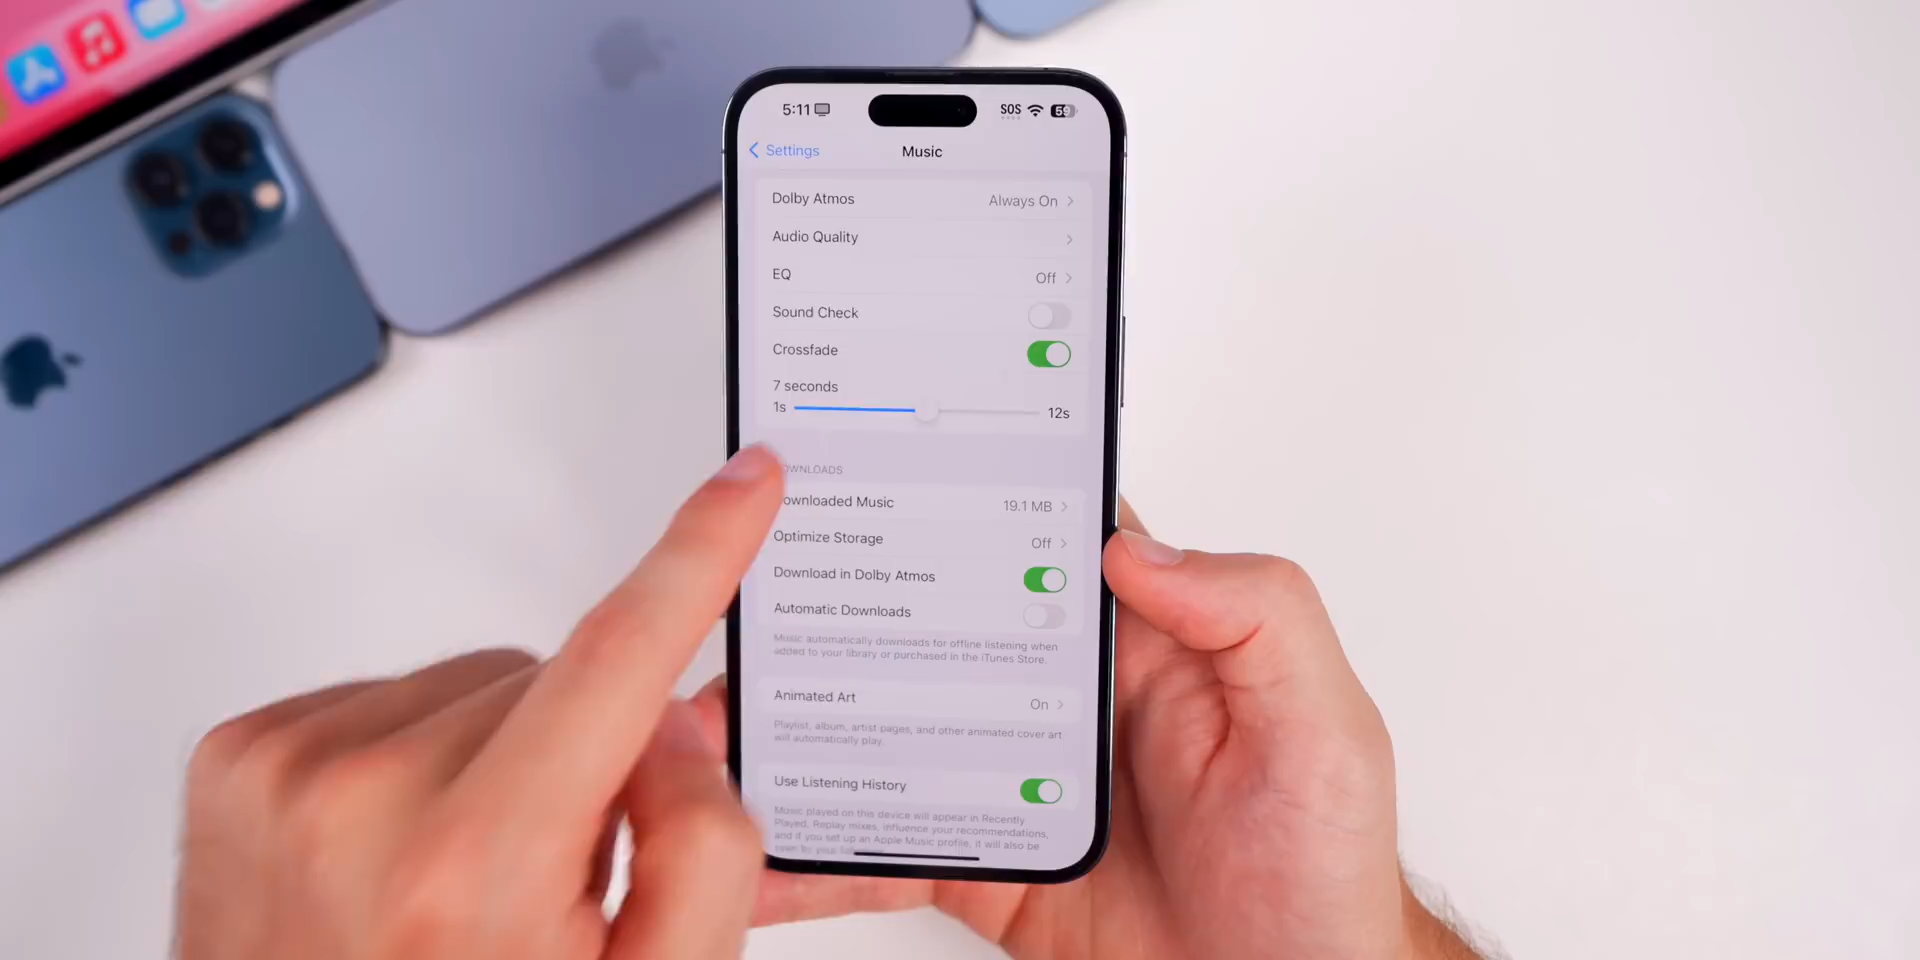 5:11
SOS
59
Settings
Music
Dolby Atmos
Always On
Audio Quality
EQ
Off
Sound Check
Crossfade
7 seconds
1s
12s
OWNLOADS
ownloaded Music
19.1 MB
Optimize Storage
Off
Download in Dolby Atmos
Automatic Downloads
Music automatically downloads for offline listening when
added to your library or purchased in the iTunes Store.
Animated Art
On
Playlist, album, artist pages, and other animated cover art
will automatically play.
Use Listening History
Music played on this device will appear in Recently
Played, Replay mixes, influence your recommendations,
and if you set up an Apple Music profile, it will also be
seen by your